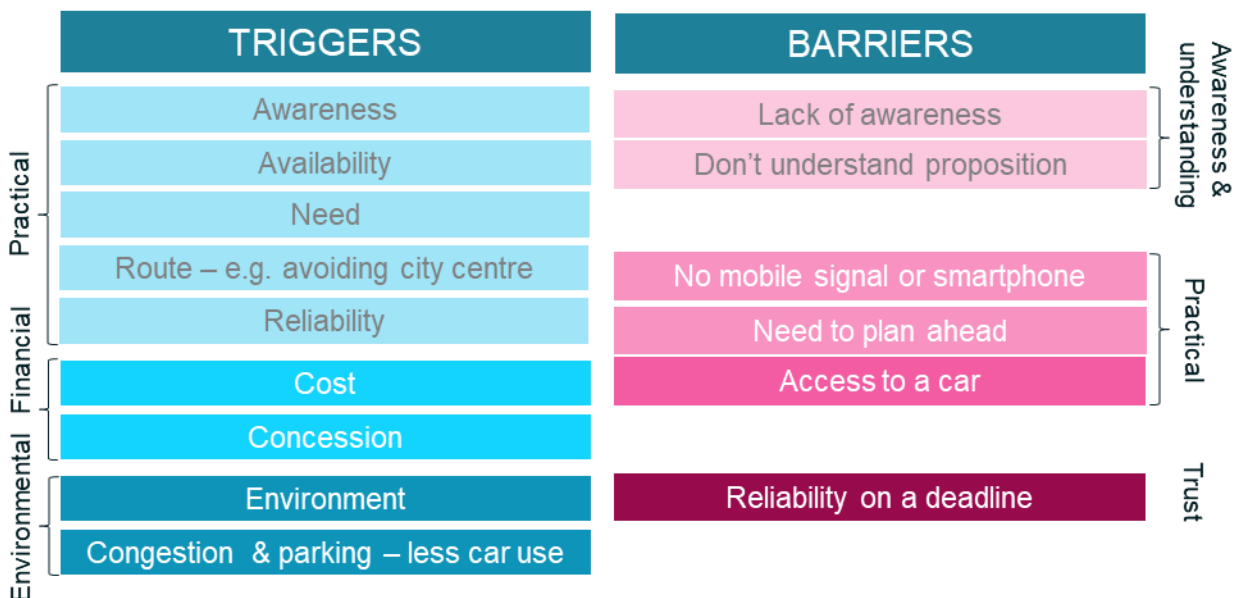 TRIGGERS
Practical
Awareness
Availability
Need
Route – e.g. avoiding city centre
Reliability
Financial
Cost
Concession
Environmental
Environment
Congestion & parking – less car use
BARRIERS
Awareness &
understanding
Lack of awareness
Don’t understand proposition
Practical
No mobile signal or smartphone
Need to plan ahead
Access to a car
Trust
Reliability on a deadline